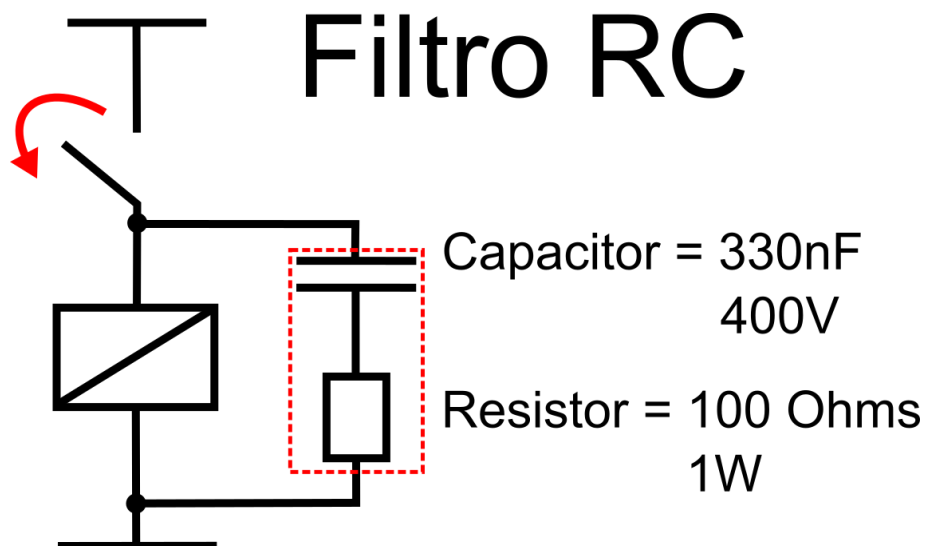 Filtro RC
Capacitor = 330nF
400V
Resistor = 100 Ohms
1W